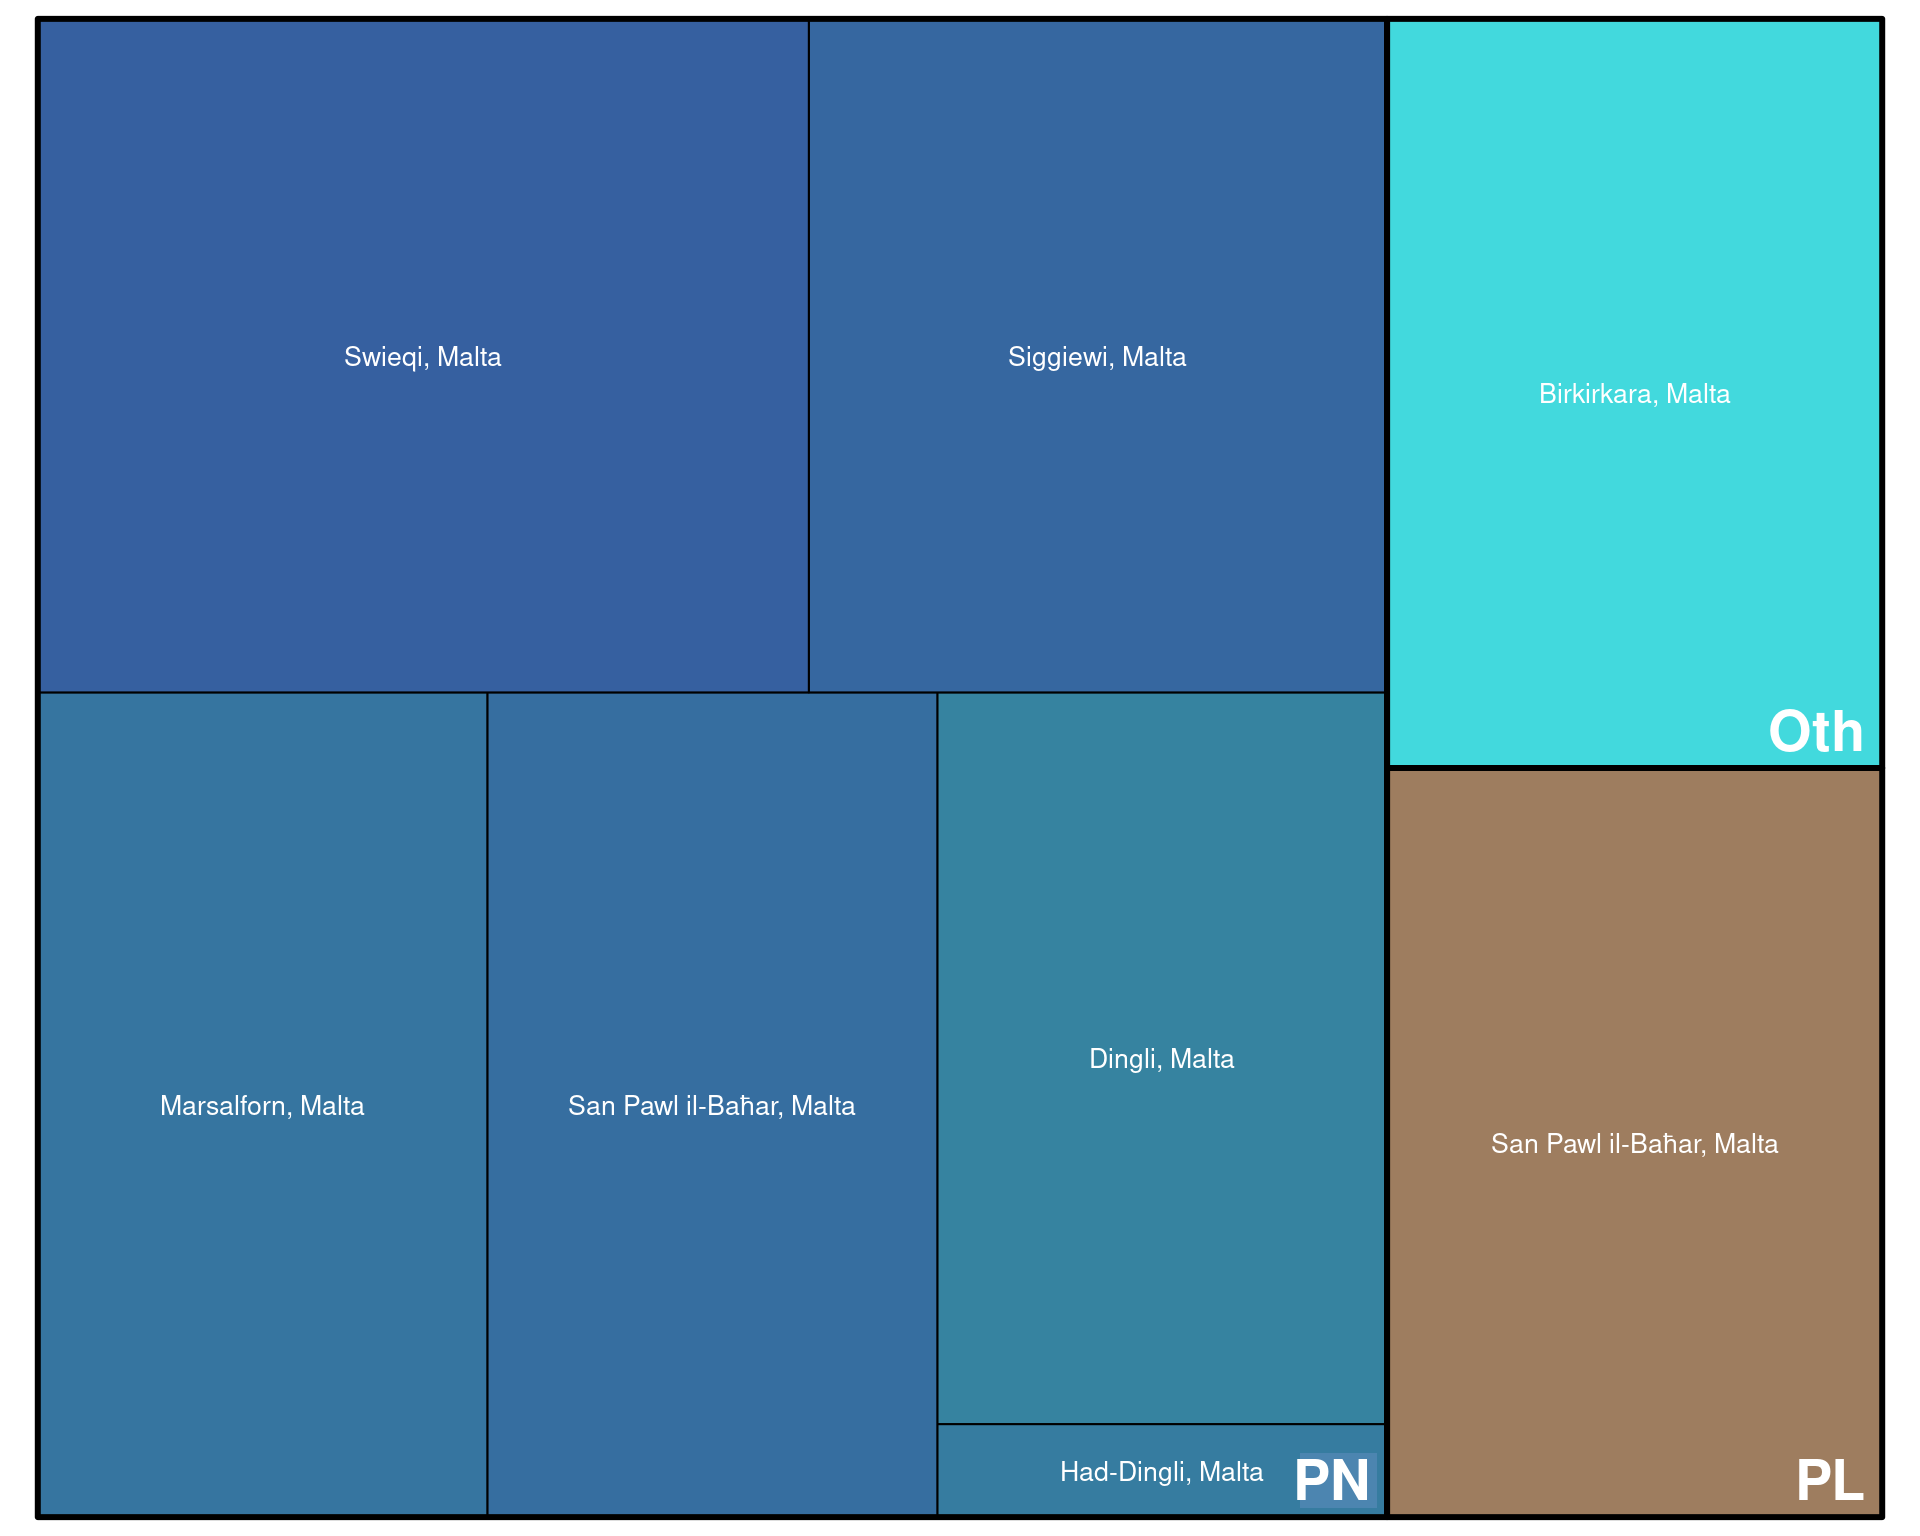 Swieqi, Malta
Siggiewi, Malta
Birkirkara, Malta
Oth
Marsalforn, Malta
San Pawl il-Baħar, Malta
Dingli, Malta
San Pawl il-Baħar, Malta
Had-Dingli, Malta
PN
PL